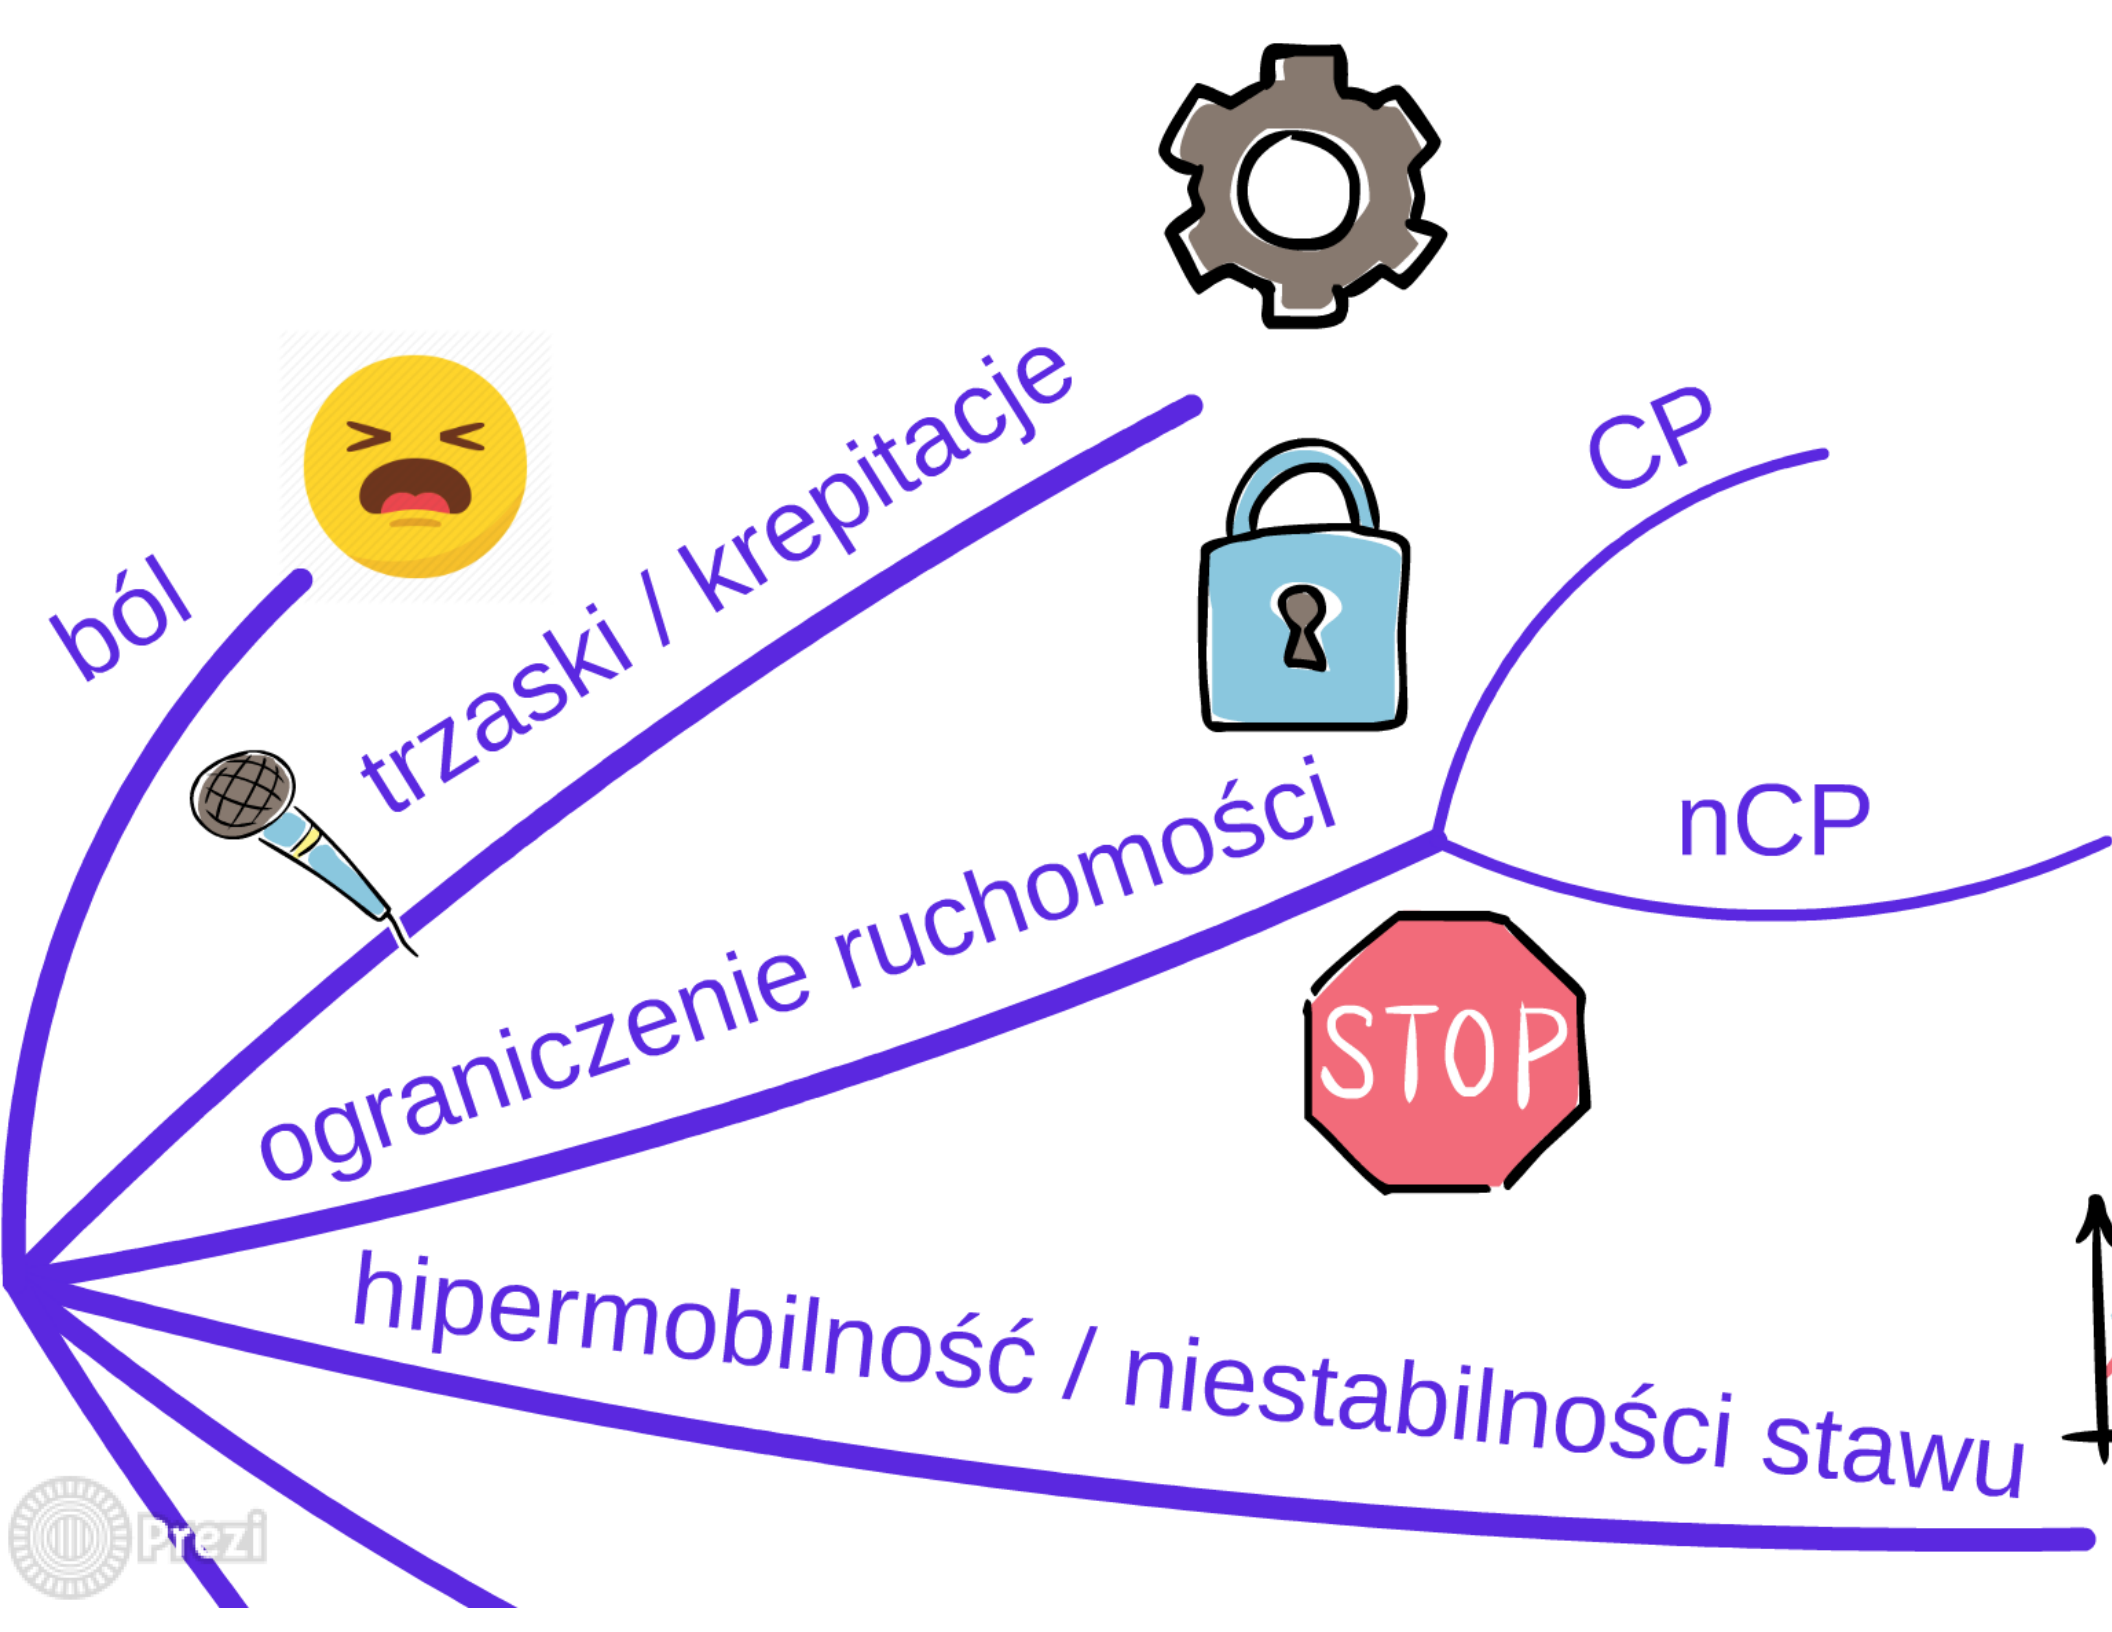 ból
trzaski / krepitacje
ograniczenie ruchomości
CP
nCP
STOP
hipermobilność / niestabilności stawu
Prezi